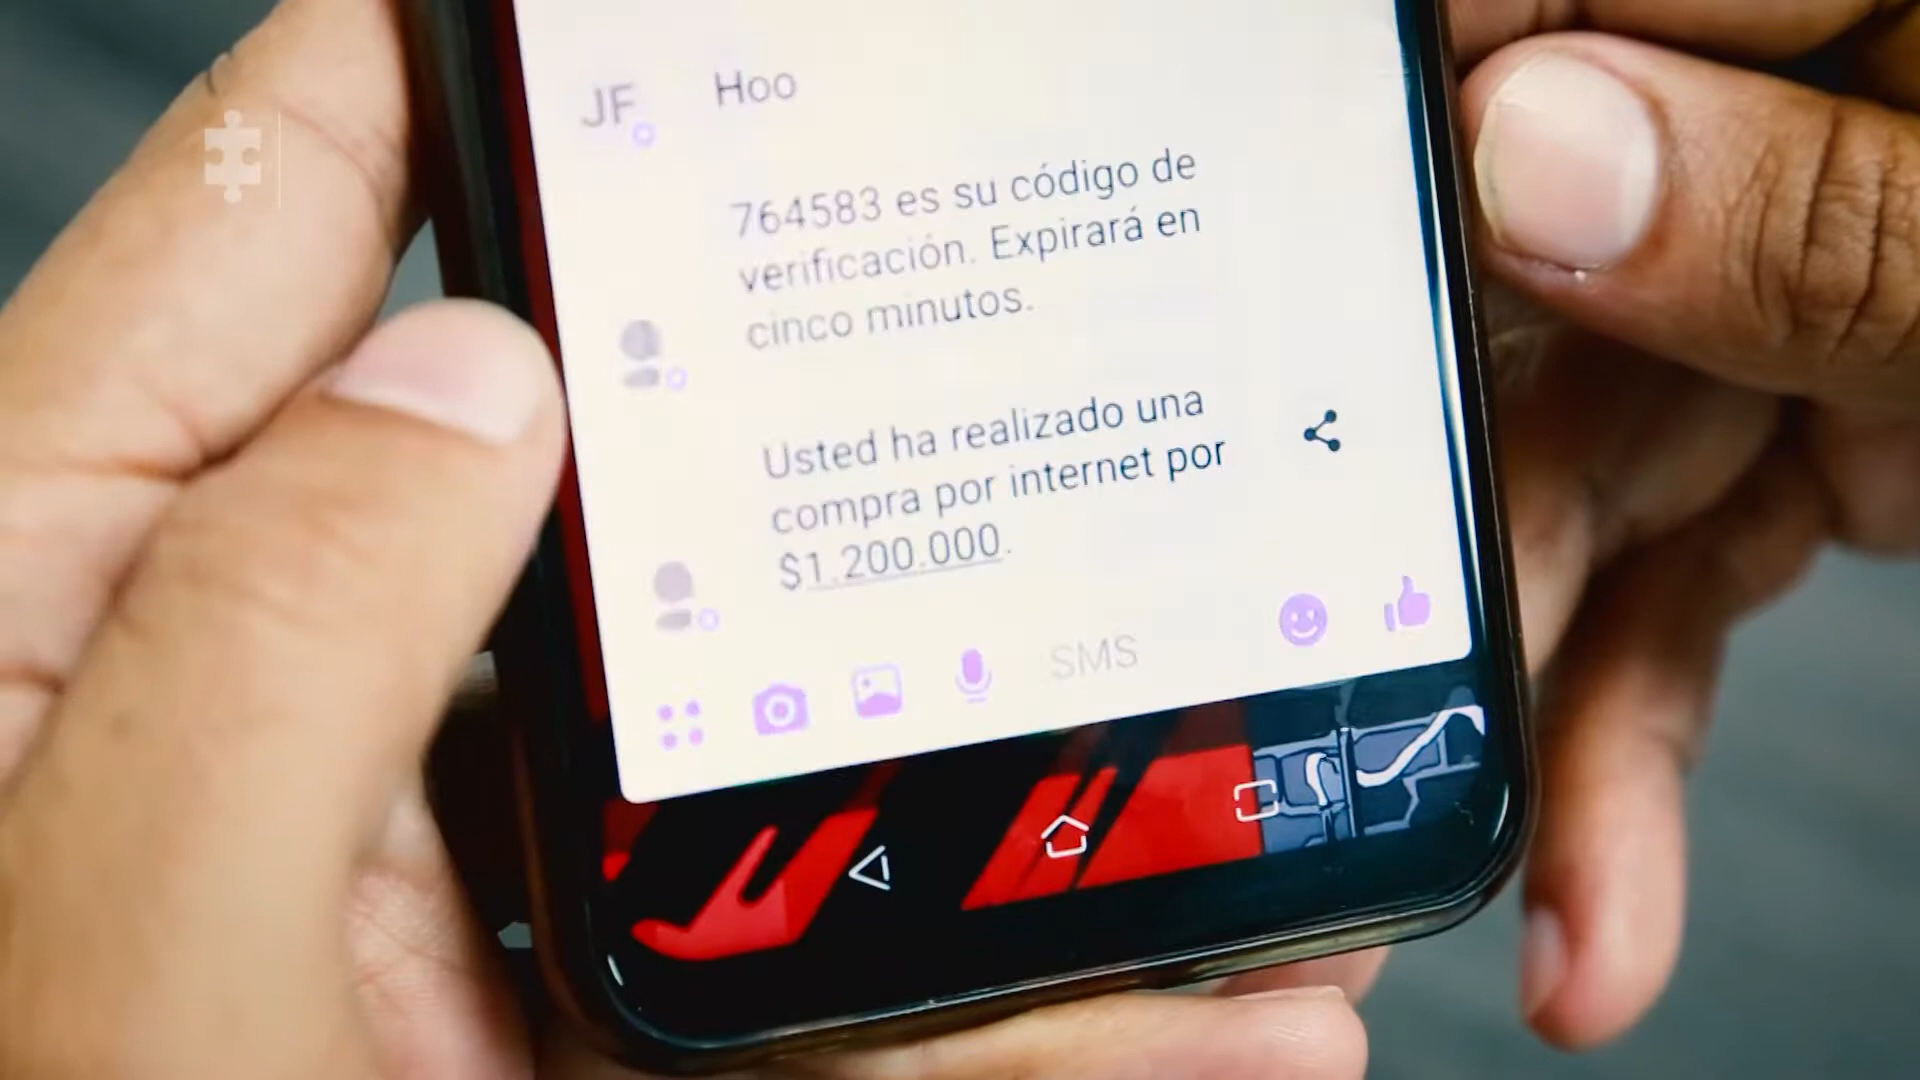 JF
Hoo
764583 es su código de
verificación. Expirará en
cinco minutos.
Usted ha realizado una
compra por internet por
$1.200.000.
SMS